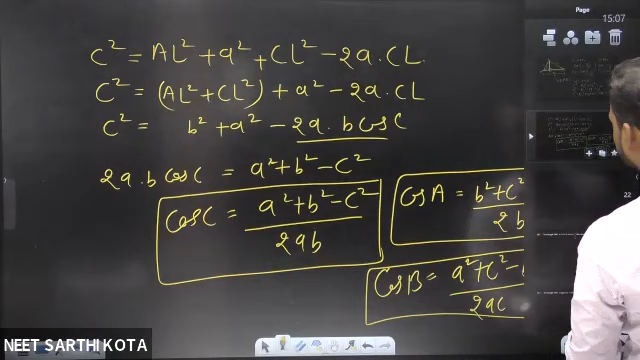 Page
15:07
c² = AL² + a² + CL² - 2a.CL.
c² = (AL² + CL²) + a² - 2a.CL
c² = b² + a² - 2a.b cosC
2a.b cosC = a² + b² - c²
cosC = a² + b² - c² / 2ab
cosA = b² + c² / 2b
cosB = a² + c² - / 2ac
22
NEET SARTHI KOTA